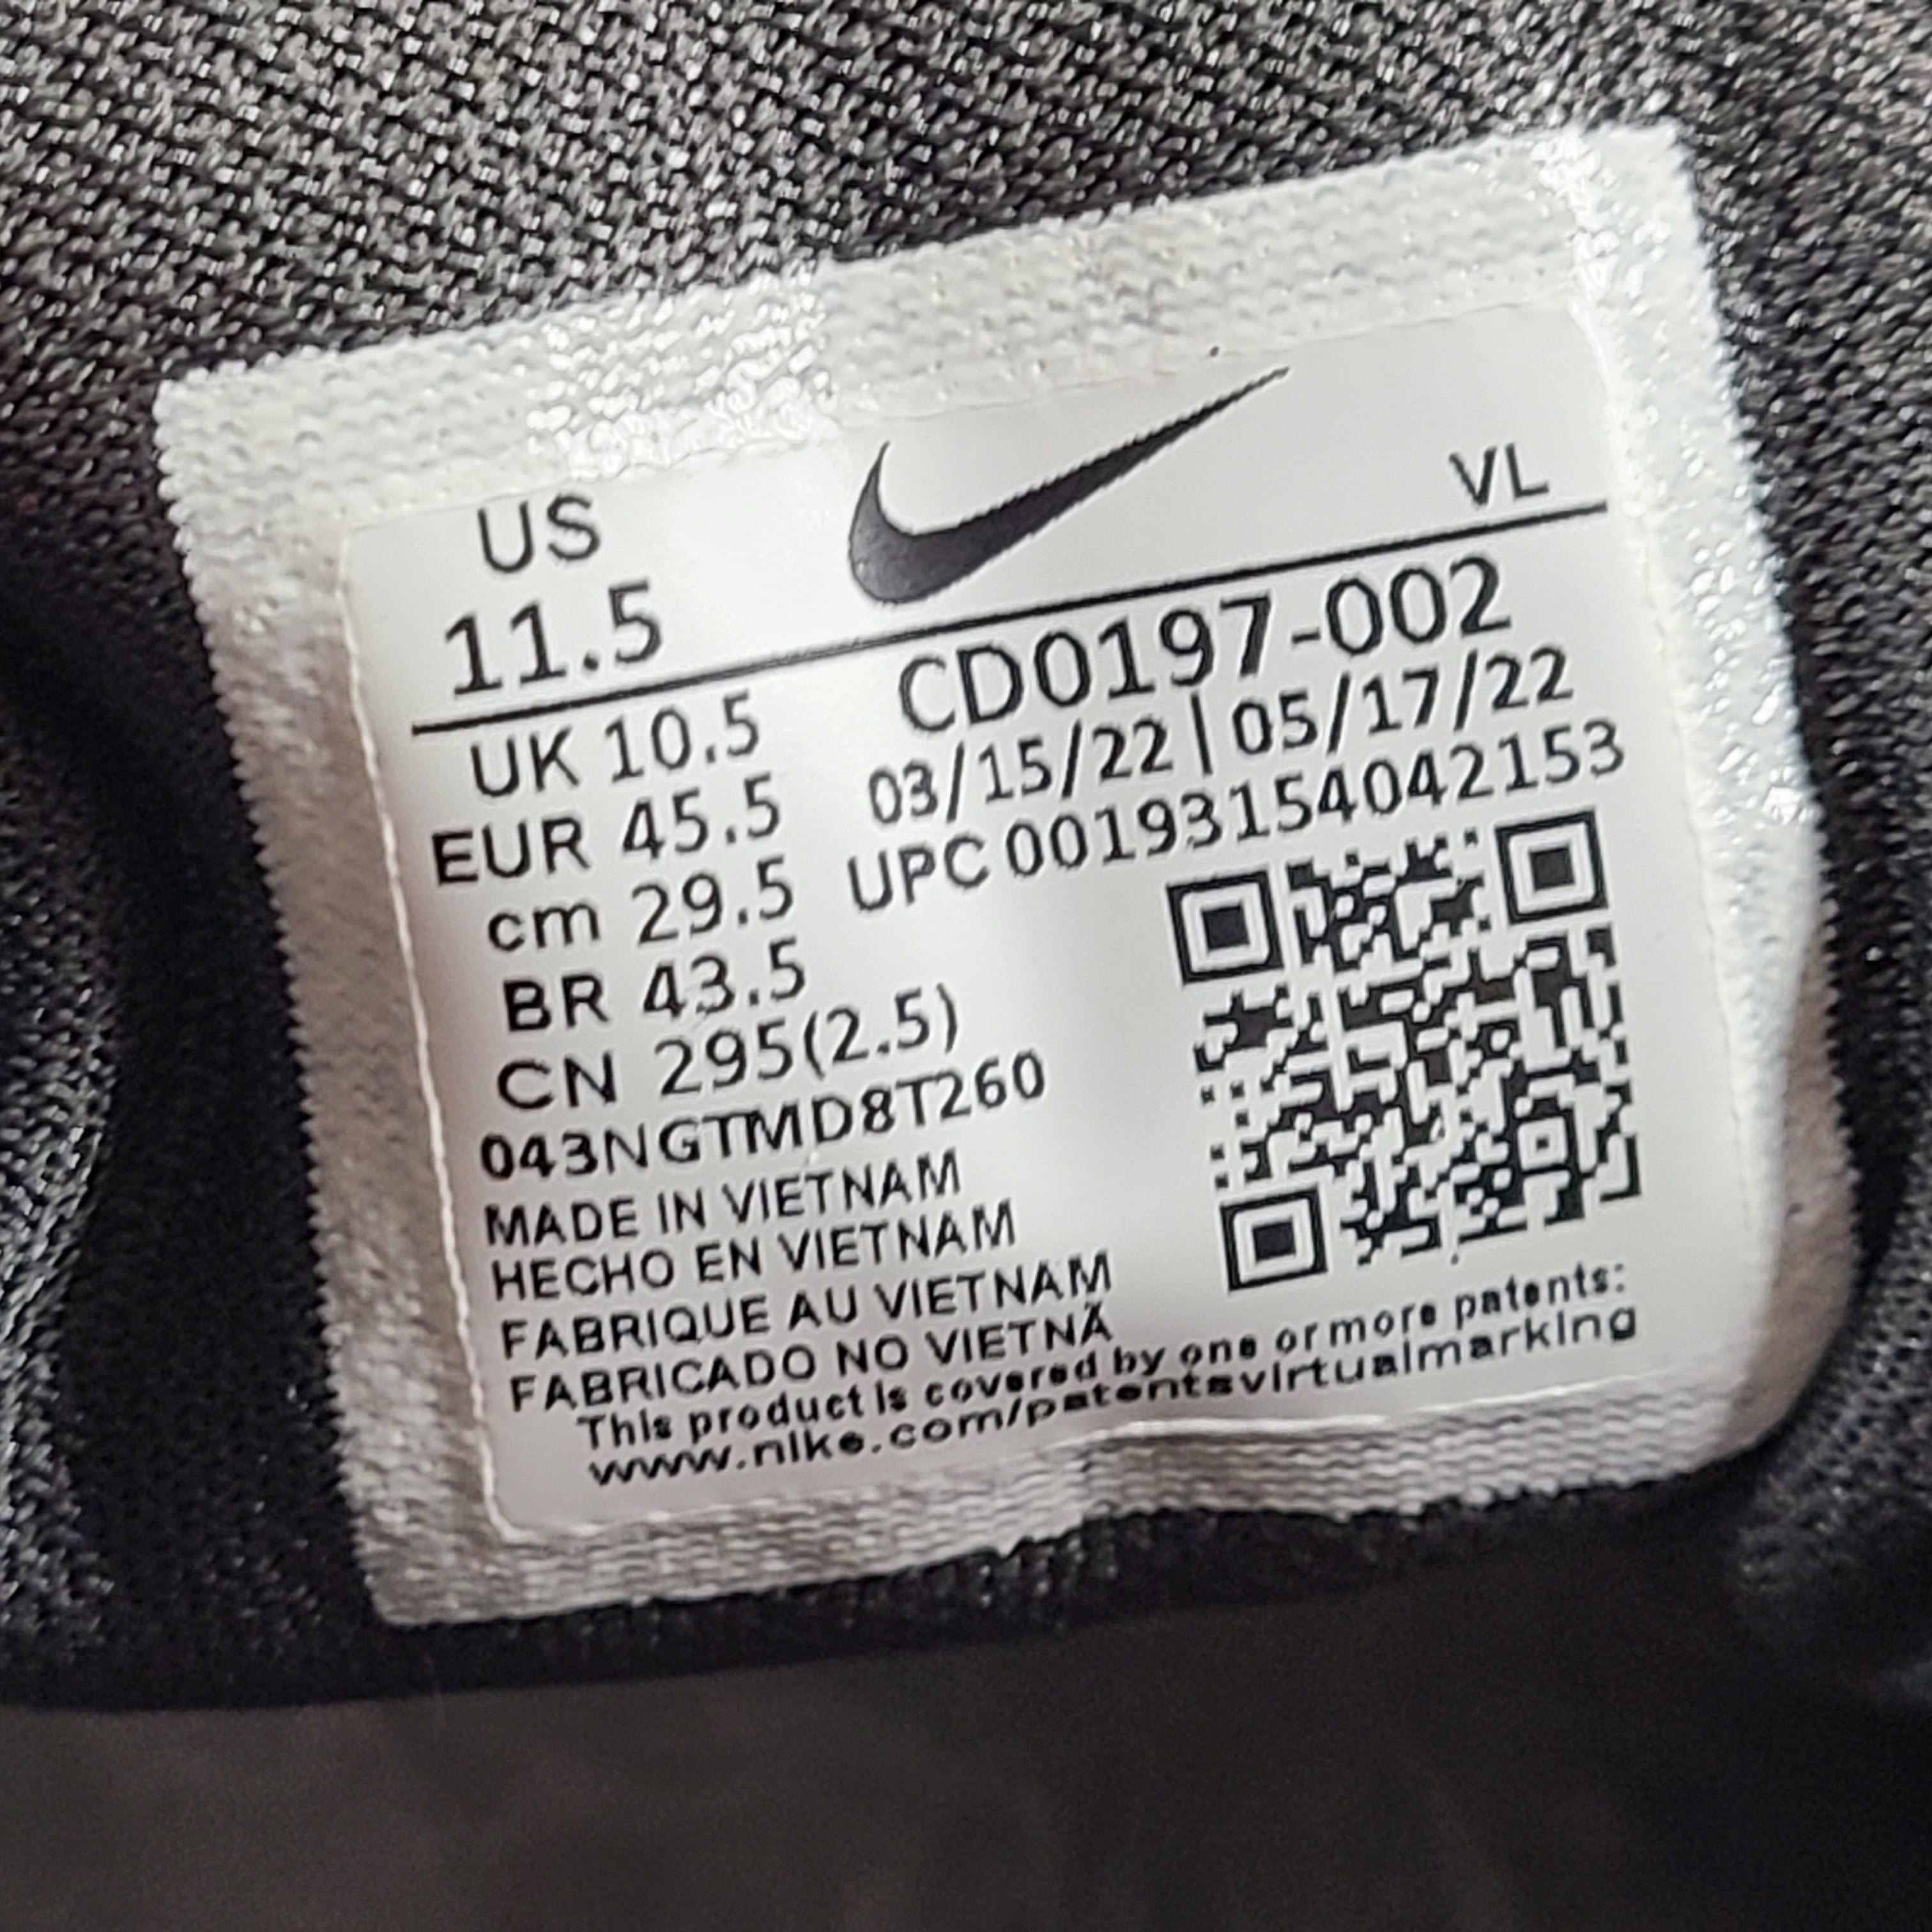 US
VL
11.5
CD0197-002
UK 10.5
03/15/22 | 05/17/22
EUR 45.5
UPC 00193154042153
cm 29.5
BR 43.5
CN 295(2.5)
043NGTMD8T260
MADE IN VIETNAM
HECHO EN VIETNAM
FABRIQUE AU VIETNAM
FABRICADO NO VIETNÃ
This product is covered by one or more patents:
www.nike.com/patentsvirtualmarking